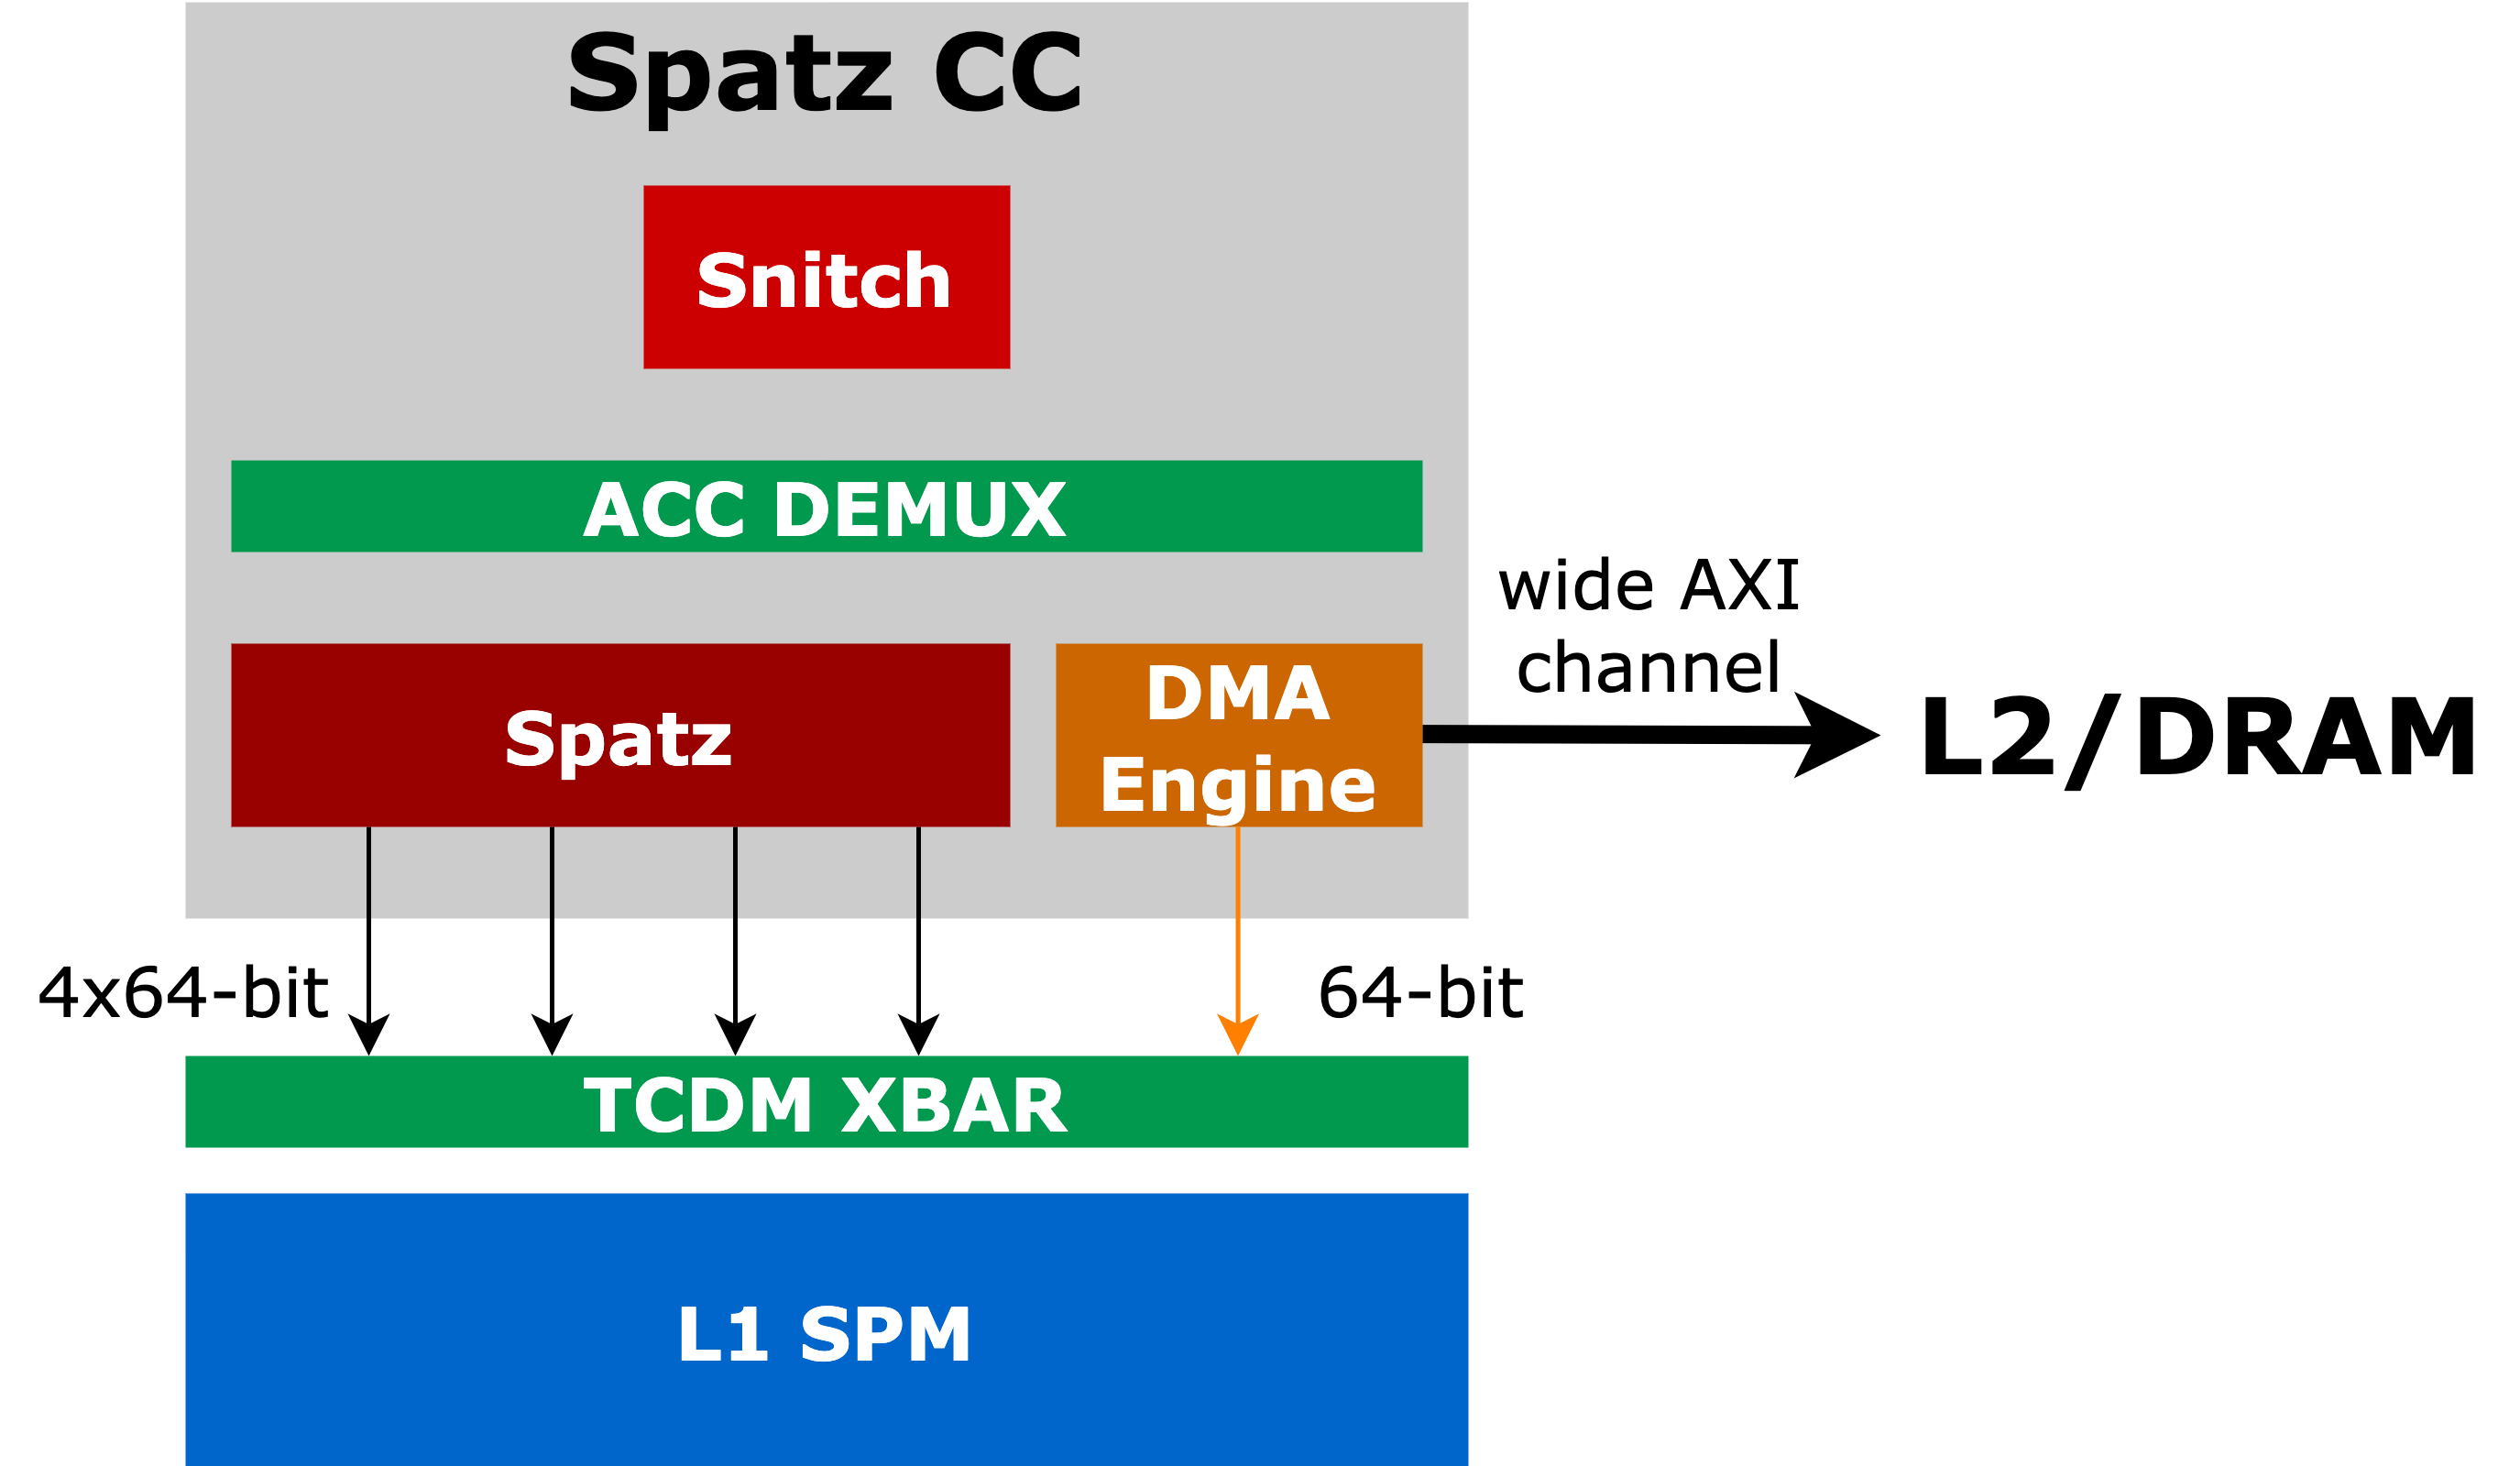 Spatz CC
Snitch
ACC DEMUX
wide AXI
channel
Spatz
DMA
Engine
L2/DRAM
4x64-bit
64-bit
TCDM XBAR
L1 SPM